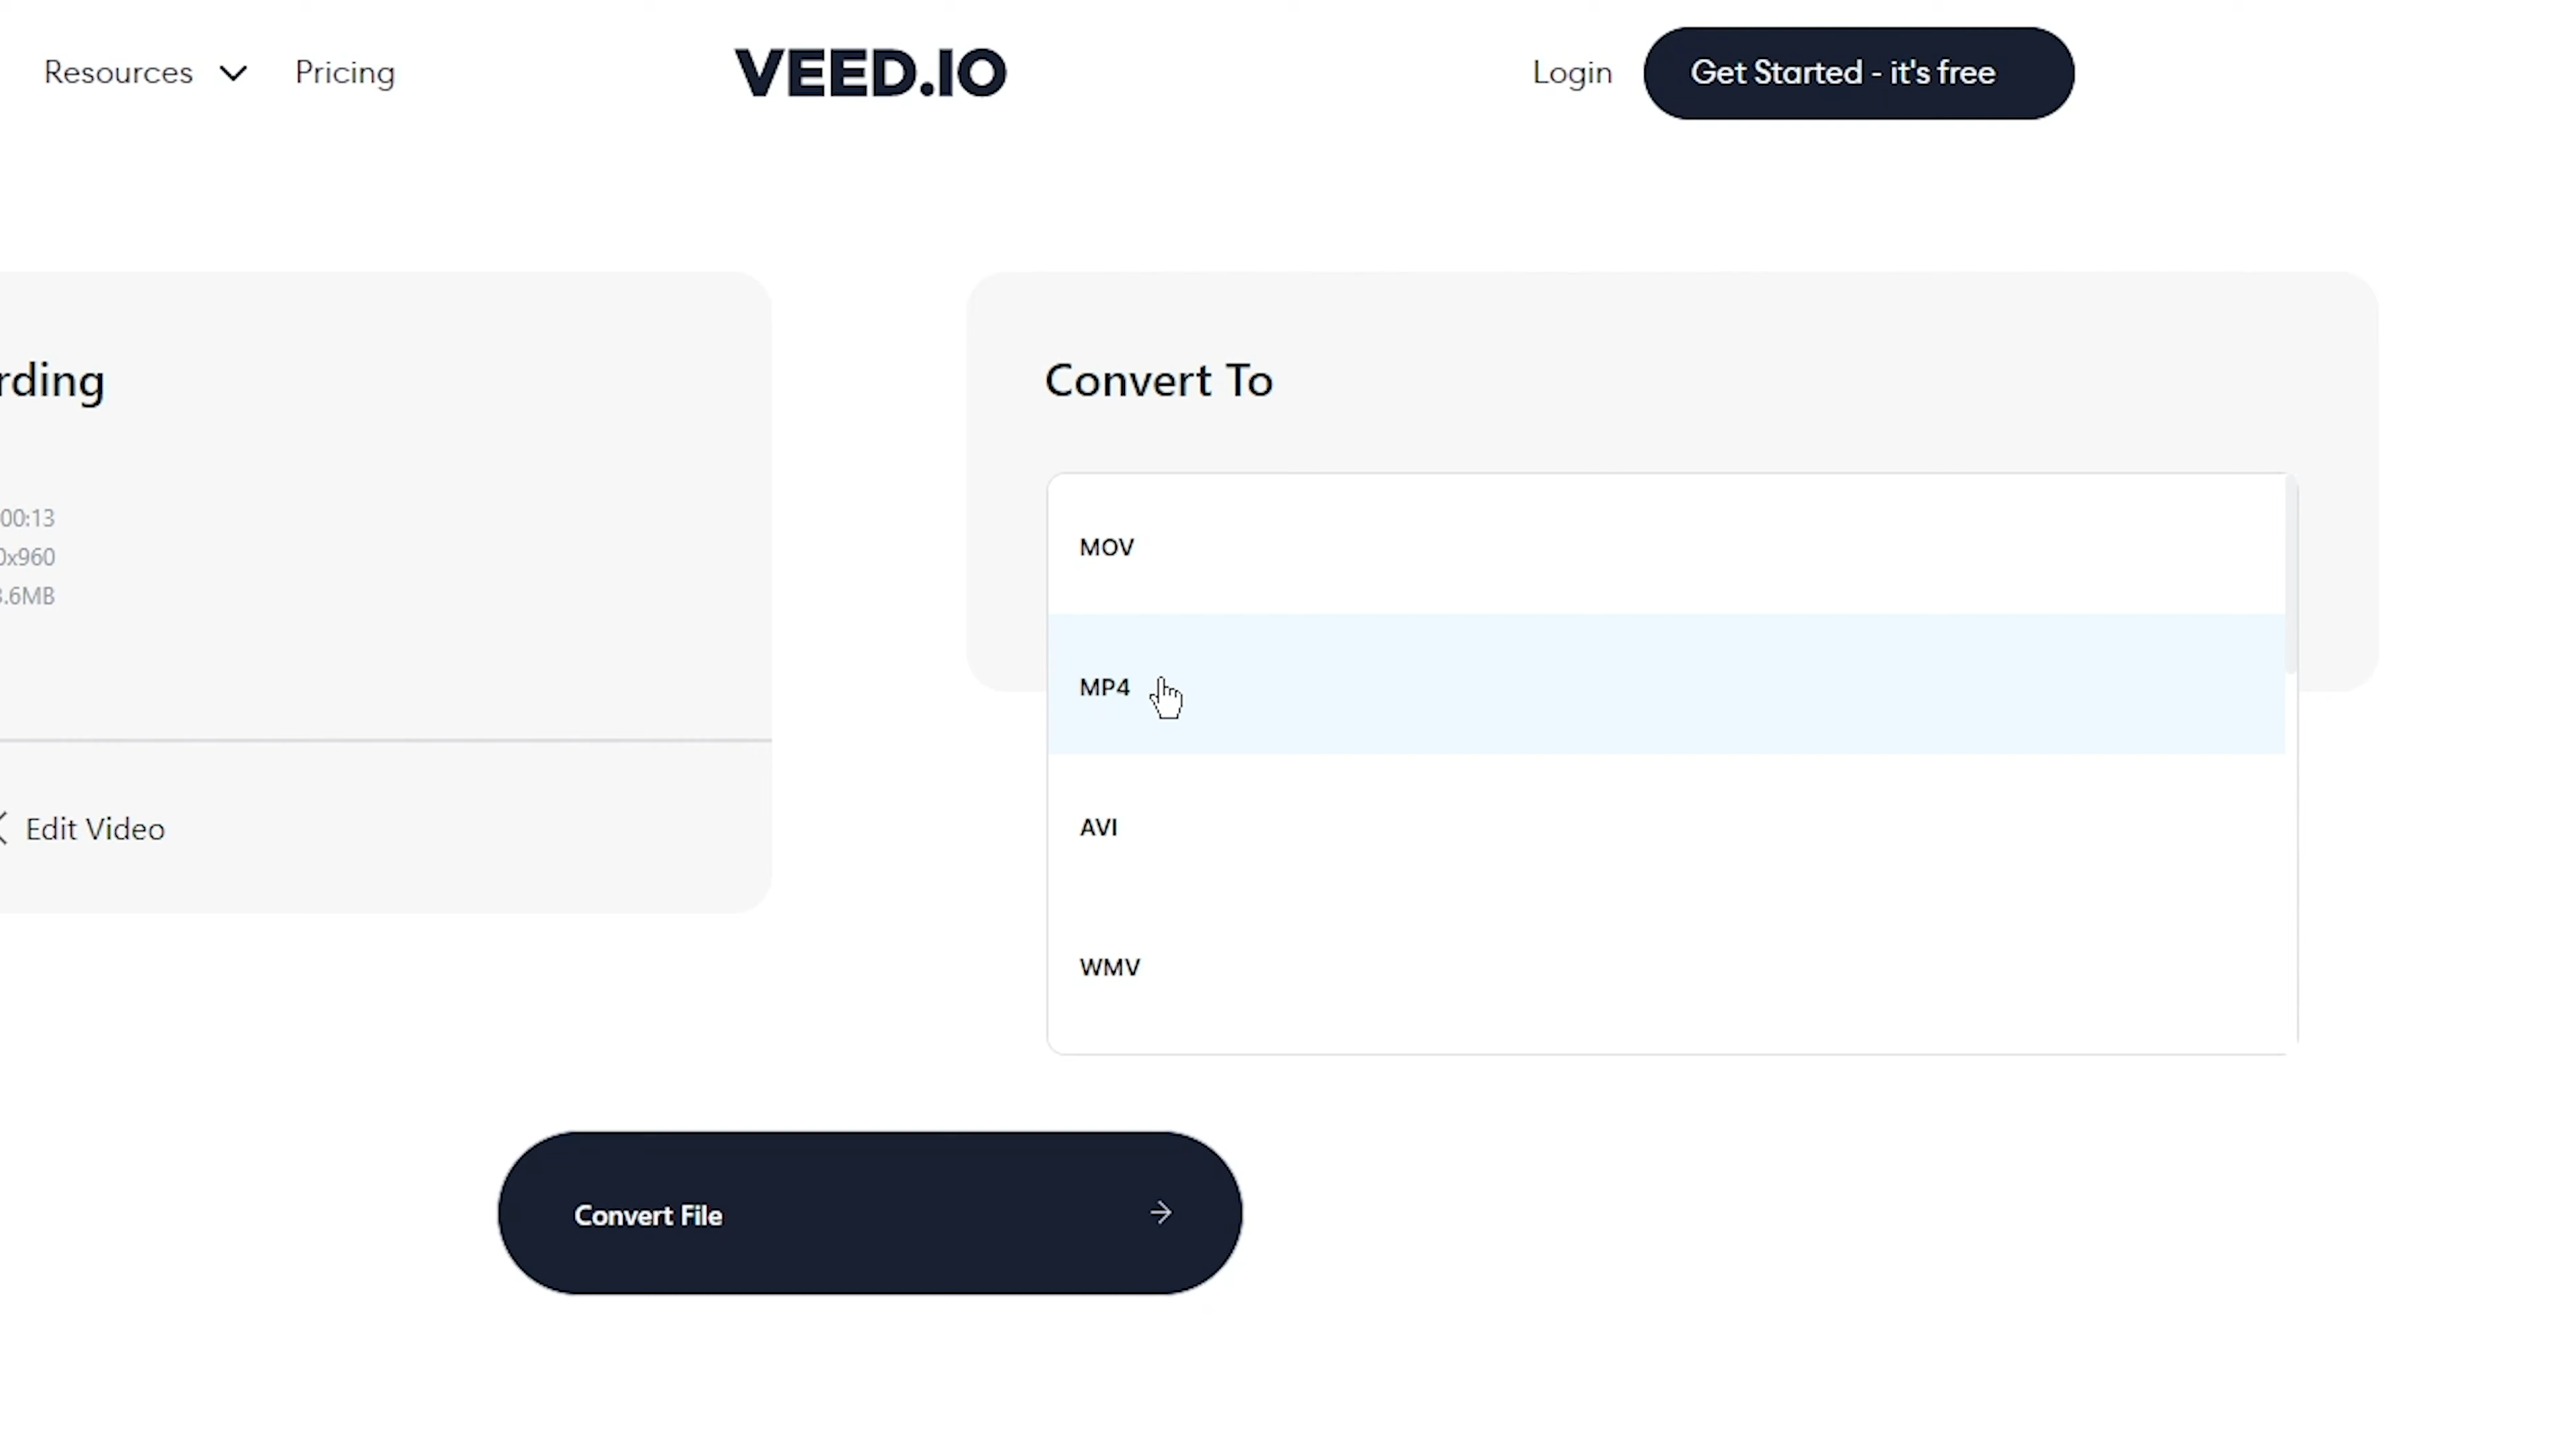 Resources Pricing VEED.IO Login Get Started - it's free
rding
00:13
0x960
.6MB
Edit Video
Convert To
MOV
MP4
AVI
WMV
Convert File